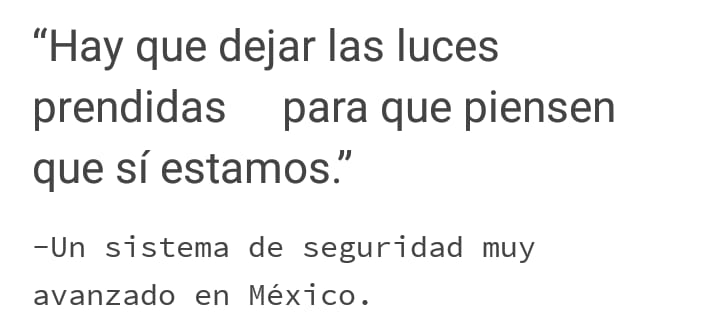 “Hay que dejar las luces
prendidas para que piensen
que sí estamos.”
-Un sistema de seguridad muy
avanzado en México.